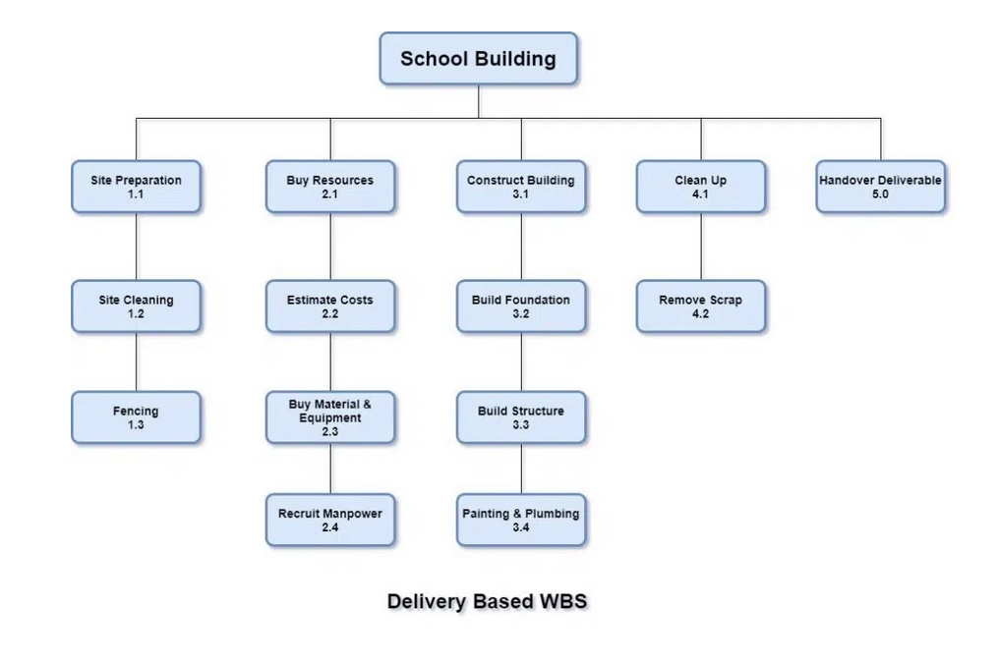 School Building
Site Preparation
1.1
Buy Resources
2.1
Construct Building
3.1
Clean Up
4.1
Handover Deliverable
5.0
Site Cleaning
1.2
Estimate Costs
2.2
Build Foundation
3.2
Remove Scrap
4.2
Fencing
1.3
Buy Material &
Equipment
2.3
Build Structure
3.3
Recruit Manpower
2.4
Painting & Plumbing
3.4
Delivery Based WBS